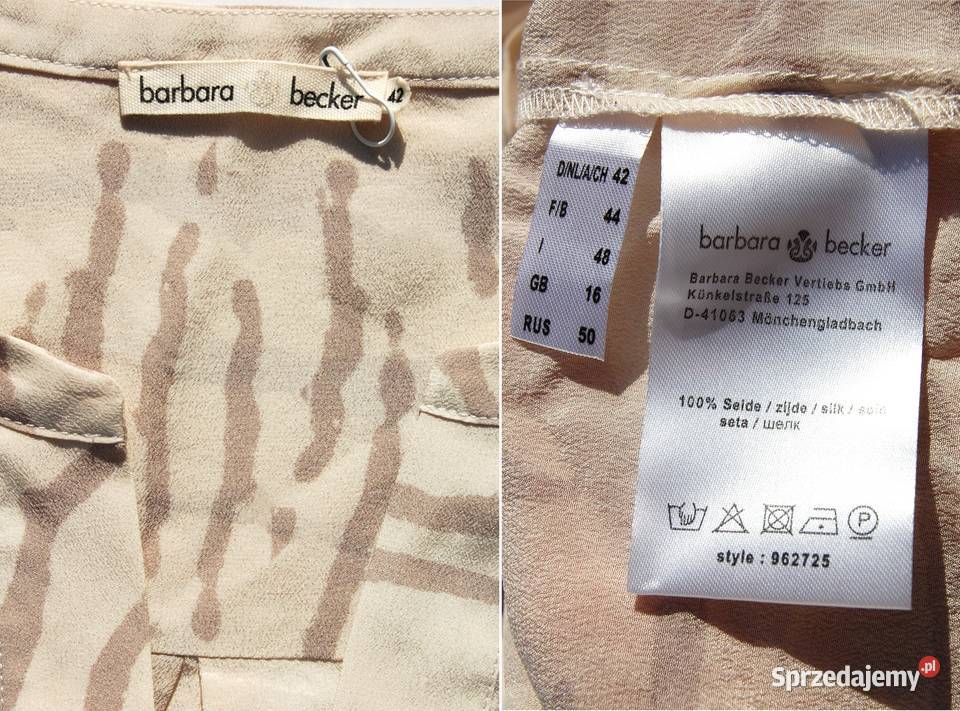 barbara becker 42
D/NL/A/CH 42
F/B 44
I 48
GB 16
RUS 50
barbara becker
Barbara Becker Vertriebs GmbH
Künkelstraße 125
D-41063 Mönchengladbach
100% Seide / zijde / silk / soie
seta / шелк
P
style : 962725
Sprzedajemy.pl